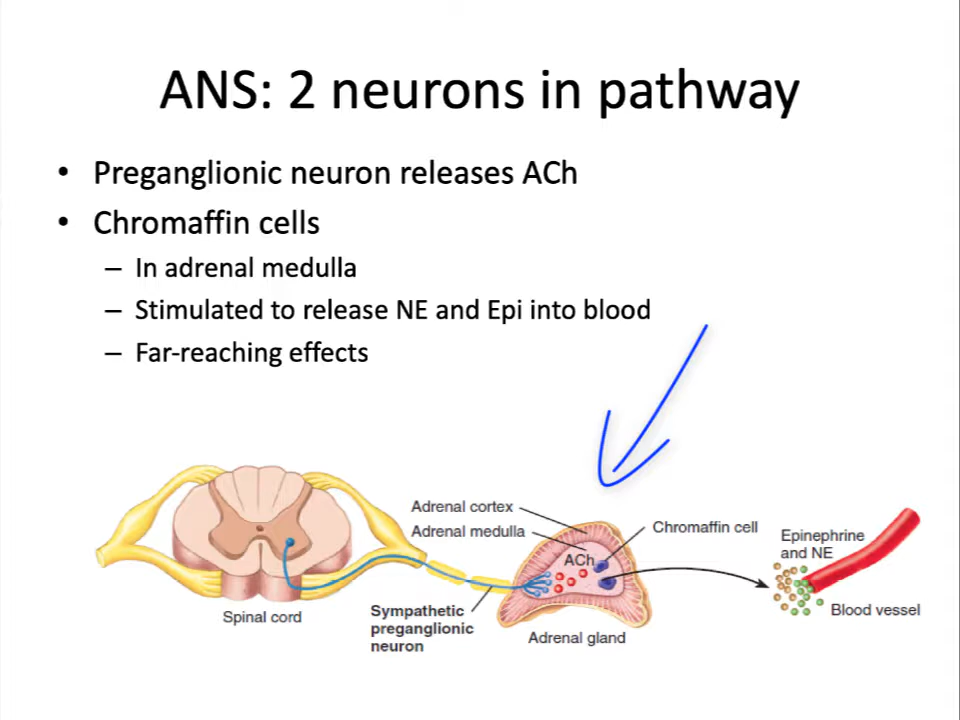 ANS: 2 neurons in pathway
• Preganglionic neuron releases ACh
• Chromaffin cells
– In adrenal medulla
– Stimulated to release NE and Epi into blood
– Far-reaching effects
Adrenal cortex
Adrenal medulla
ACh
Chromaffin cell
Epinephrine
and NE
Blood vessel
Spinal cord
Sympathetic
preganglionic
neuron
Adrenal gland